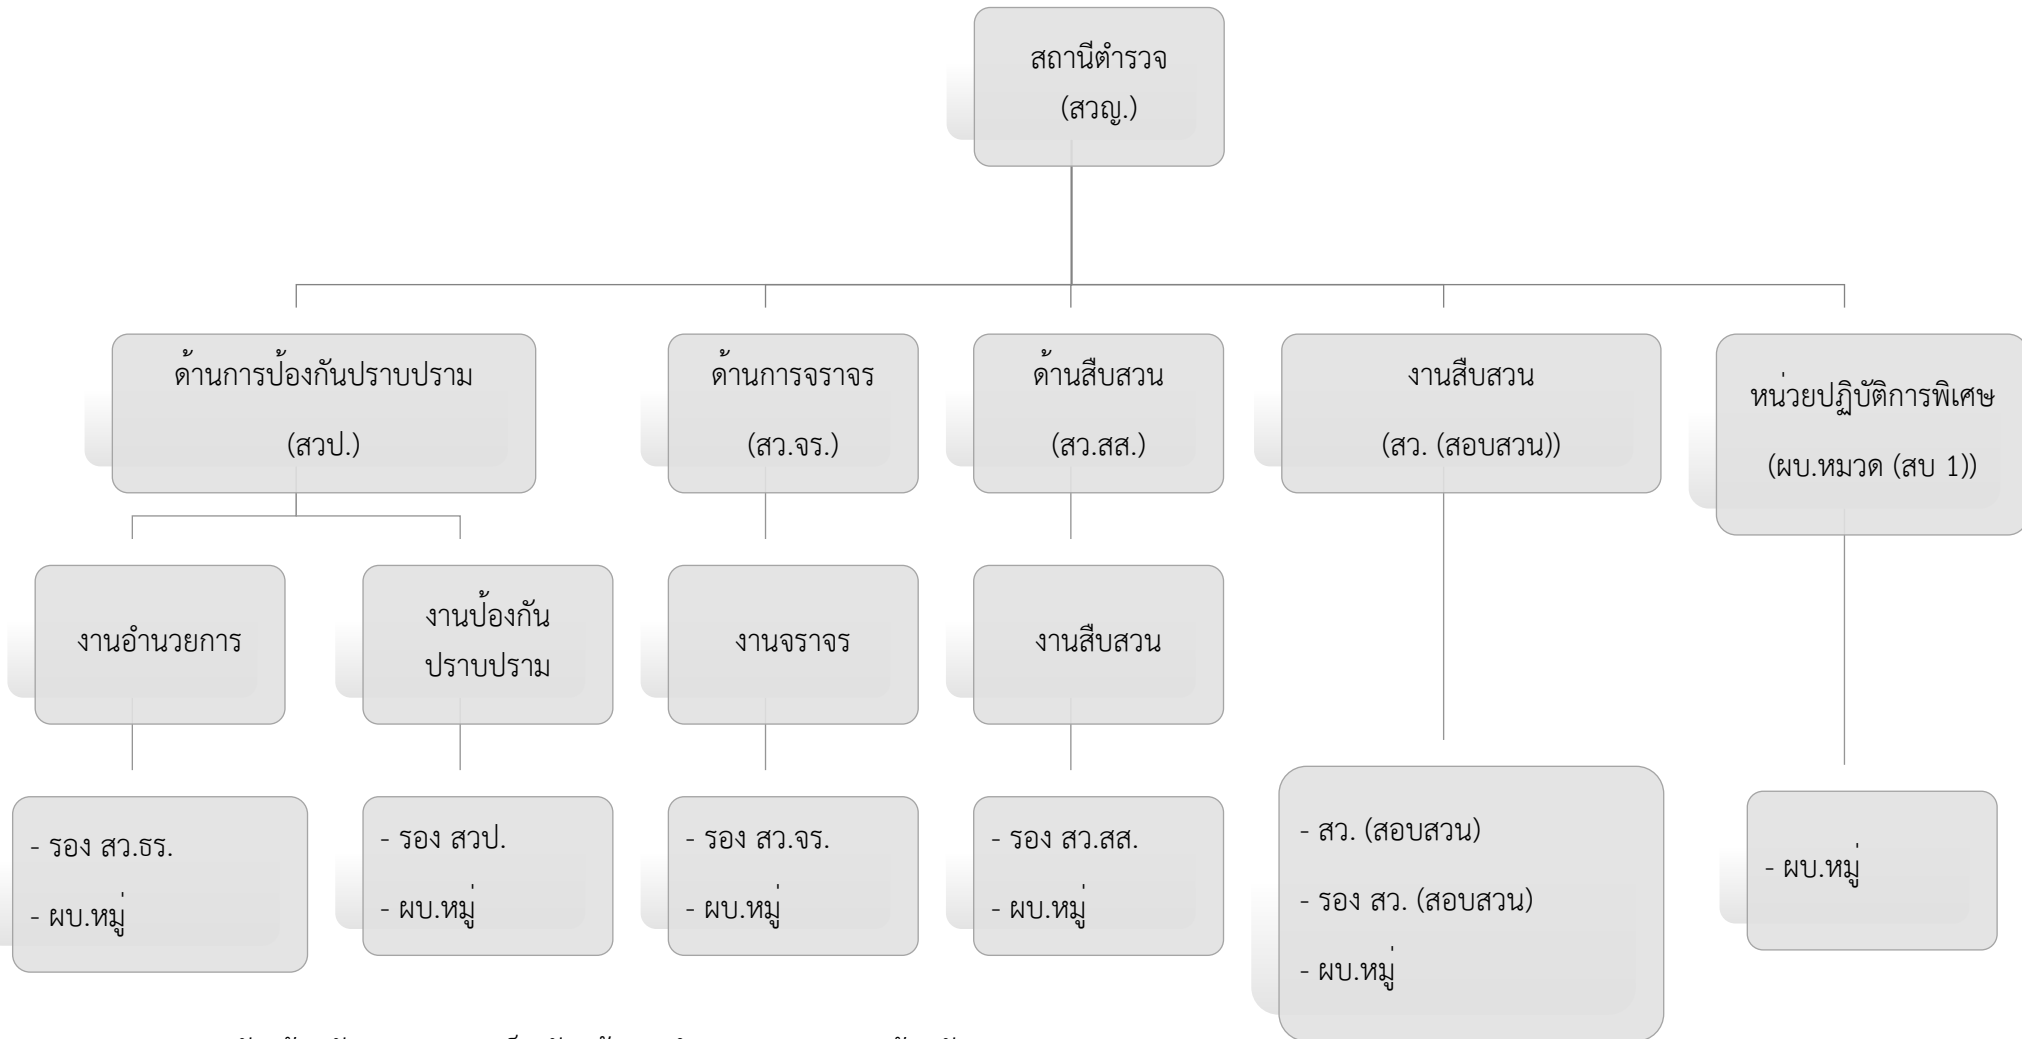 สถานีตำรวจ
(สวญ.)
ด้านการป้องกันปราบปราม
(สวป.)
ด้านการจราจร
(สว.จร.)
ด้านสืบสวน
(สว.สส.)
งานสืบสวน
(สว. (สอบสวน))
หน่วยปฏิบัติการพิเศษ
(ผบ.หมวด (สบ 1))
งานอำนวยการ
งานป้องกัน
ปราบปราม
งานจราจร
งานสืบสวน
- รอง สว.ธร.
- ผบ.หมู่
- รอง สวป.
- ผบ.หมู่
- รอง สว.จร.
- ผบ.หมู่
- รอง สว.สส.
- ผบ.หมู่
- สว. (สอบสวน)
- รอง สว. (สอบสวน)
- ผบ.หมู่
- ผบ.หมู่